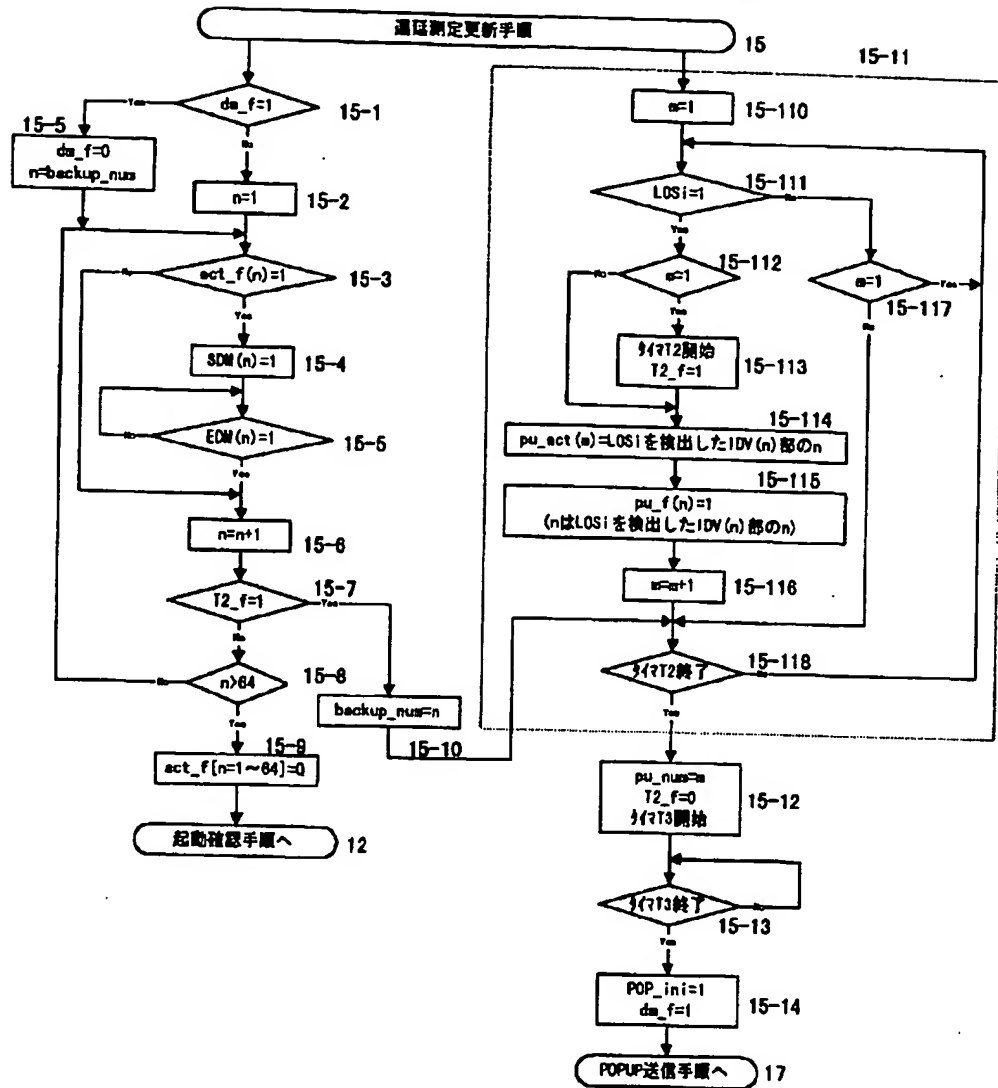 遅延測定更新手順
15
15-11
dm_f=1
15-1
Yes
No
15-5
dm_f=0
n=backup_num
n=1
15-2
act_f(n)=1
15-3
No
Yes
SDM(n)=1
15-4
EDM(n)=1
15-5
No
Yes
n=n+1
15-6
T2_f=1
15-7
Yes
No
n>64
15-8
No
Yes
backup_num=n
15-10
15-9
act_f[n=1~64]=0
起動確認手順へ
12
m=1
15-110
LOSi=1
15-111
No
Yes
m=1
15-112
No
Yes
m=1
15-117
Yes
No
ﾀｲﾏT2開始
T2_f=1
15-113
15-114
pu_act(m)=LOSiを検出したIDV(n)部のn
15-115
pu_f(n)=1
(nはLOSiを検出したIDV(n)部のn)
m=m+1
15-116
ﾀｲﾏT2終了
15-118
No
Yes
pu_num=m
T2_f=0
ﾀｲﾏT3開始
15-12
ﾀｲﾏT3終了
No
15-13
Yes
POP_ini=1
dm_f=1
15-14
POPUP送信手順へ
17